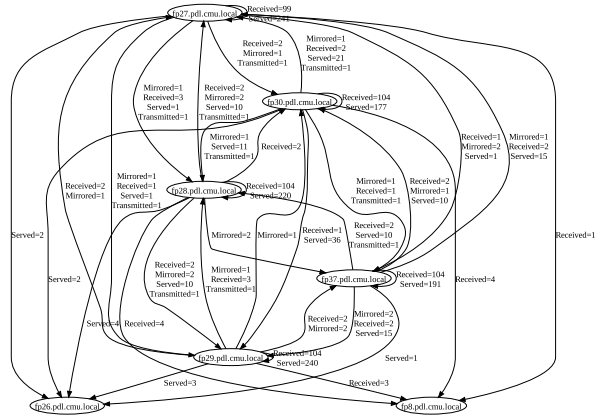 fp27.pdl.cmu.local
Received=99
Served=241
Received=2
Mirrored=1
Transmitted=1
Mirrored=1
Received=2
Served=21
Transmitted=1
Mirrored=1
Received=3
Served=1
Transmitted=1
Received=2
Mirrored=2
Served=10
Transmitted=1
fp30.pdl.cmu.local
Received=104
Served=177
Mirrored=1
Served=11
Transmitted=1
Received=2
Received=1
Mirrored=2
Served=1
Mirrored=1
Received=2
Served=15
Received=2
Mirrored=1
Mirrored=1
Received=1
Served=1
Transmitted=1
fp28.pdl.cmu.local
Received=104
Served=220
Mirrored=1
Received=1
Transmitted=1
Received=2
Mirrored=1
Served=10
Served=2
Mirrored=2
Mirrored=1
Received=1
Served=36
Received=2
Served=10
Transmitted=1
Received=1
Served=2
Received=2
Mirrored=2
Served=10
Transmitted=1
Mirrored=1
Received=3
Transmitted=1
fp37.pdl.cmu.local
Received=104
Served=191
Received=4
Served=4
Received=4
Received=2
Mirrored=2
Mirrored=2
Received=2
Served=15
fp29.pdl.cmu.local
Received=104
Served=240
Served=1
Served=3
Received=3
fp26.pdl.cmu.local
fp8.pdl.cmu.local